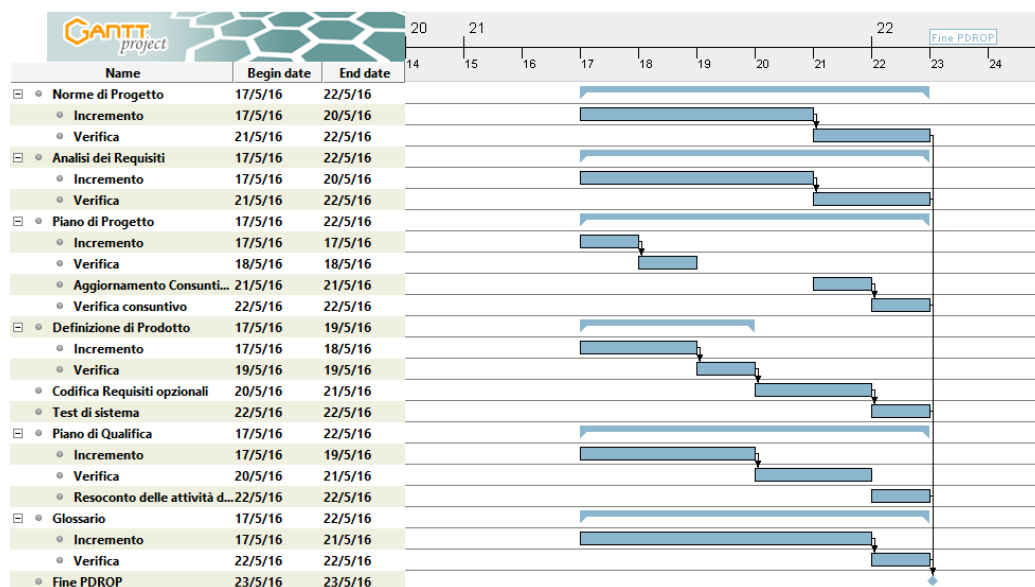 GANTT project
20 21 22
Fine PDROP
14 15 16 17 18 19 20 21 22 23 24
Name Begin date End date
Norme di Progetto 17/5/16 22/5/16
Incremento 17/5/16 20/5/16
Verifica 21/5/16 22/5/16
Analisi dei Requisiti 17/5/16 22/5/16
Incremento 17/5/16 20/5/16
Verifica 21/5/16 22/5/16
Piano di Progetto 17/5/16 22/5/16
Incremento 17/5/16 17/5/16
Verifica 18/5/16 18/5/16
Aggiornamento Consunti... 21/5/16 21/5/16
Verifica consuntivo 22/5/16 22/5/16
Definizione di Prodotto 17/5/16 19/5/16
Incremento 17/5/16 18/5/16
Verifica 19/5/16 19/5/16
Codifica Requisiti opzionali 20/5/16 21/5/16
Test di sistema 22/5/16 22/5/16
Piano di Qualifica 17/5/16 22/5/16
Incremento 17/5/16 19/5/16
Verifica 20/5/16 21/5/16
Resoconto delle attività d... 22/5/16 22/5/16
Glossario 17/5/16 22/5/16
Incremento 17/5/16 21/5/16
Verifica 22/5/16 22/5/16
Fine PDROP 23/5/16 23/5/16